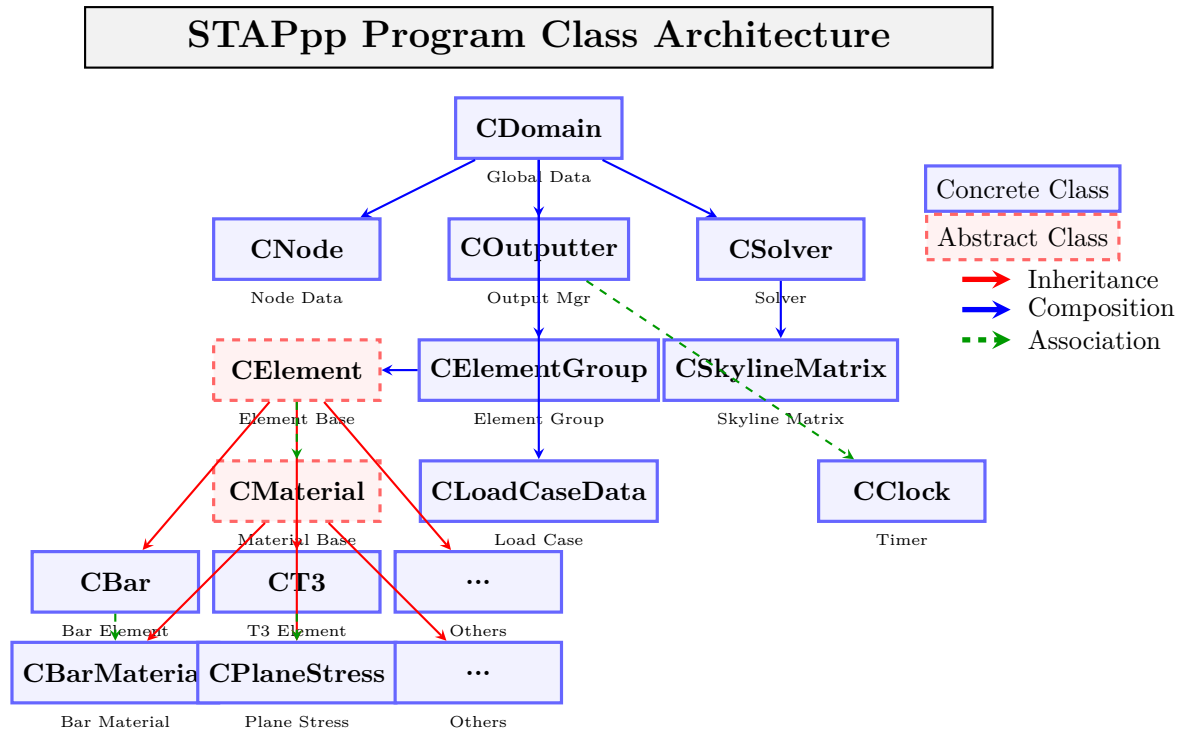 STAPpp Program Class Architecture
CDomain
Global Data
Concrete Class
CNode
COutputter
CSolver
Abstract Class
Node Data
Output Mgr
Solver
Inheritance
Composition
Association
CElement
CElementGroup
CSkylineMatrix
Element Base
Element Group
Skyline Matrix
CMaterial
CLoadCaseData
CClock
Material Base
Load Case
Timer
CBar
CT3
...
Bar Element
T3 Element
Others
CBarMateria
CPlaneStress
...
Bar Material
Plane Stress
Others